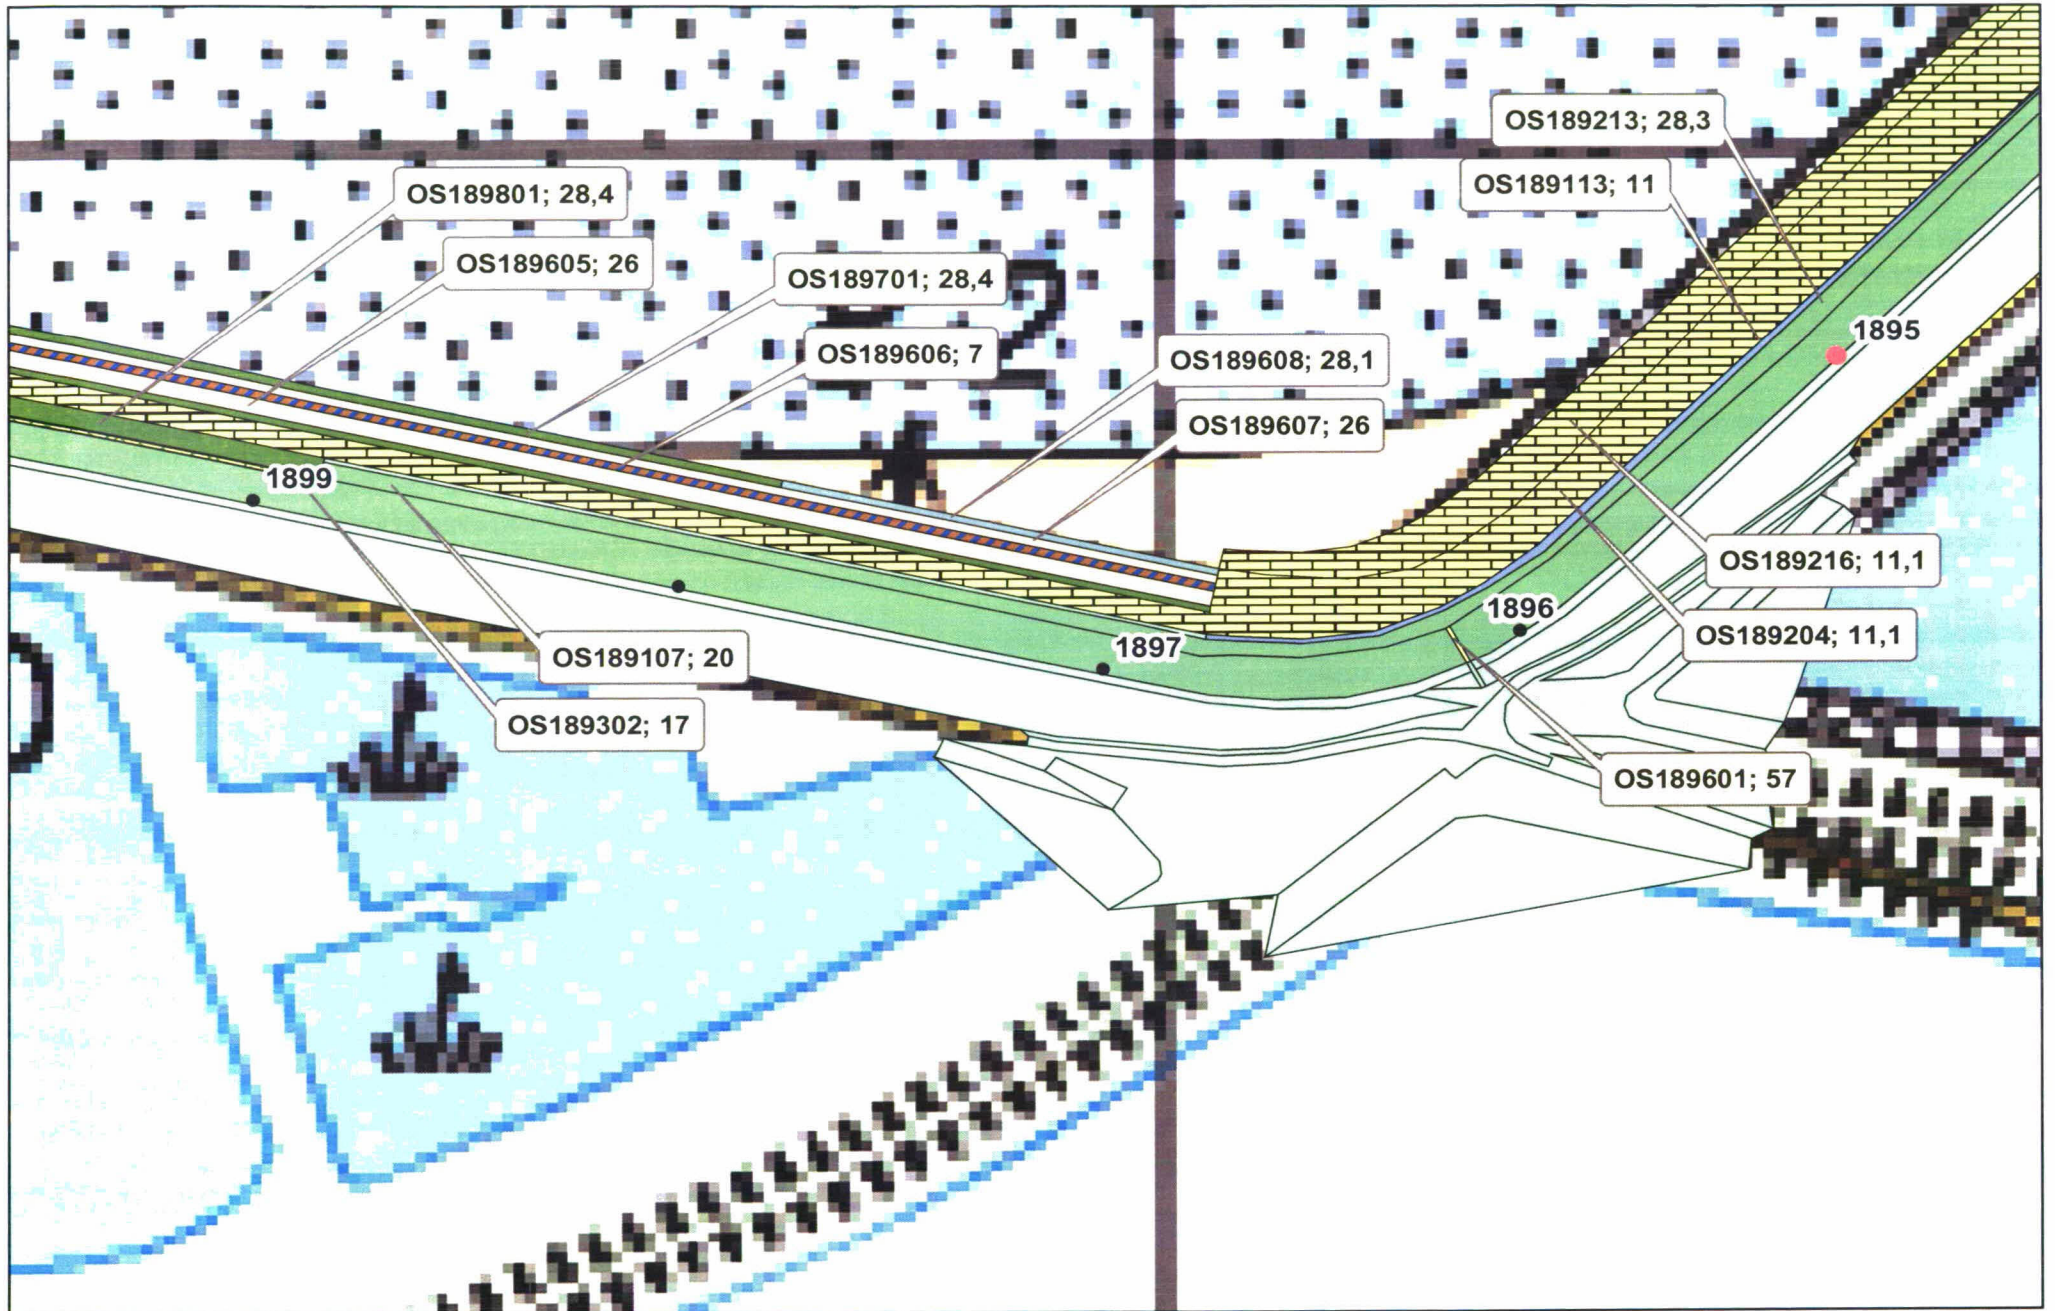 OS189213; 28,3
OS189113; 11
OS189801; 28,4
OS189605; 26
OS189701; 28,4
2
1895
OS189606; 7
OS189608; 28,1
OS189607; 26
1899
OS189216; 11,1
1896
OS189204; 11,1
1897
OS189107; 20
OS189302; 17
OS189601; 57